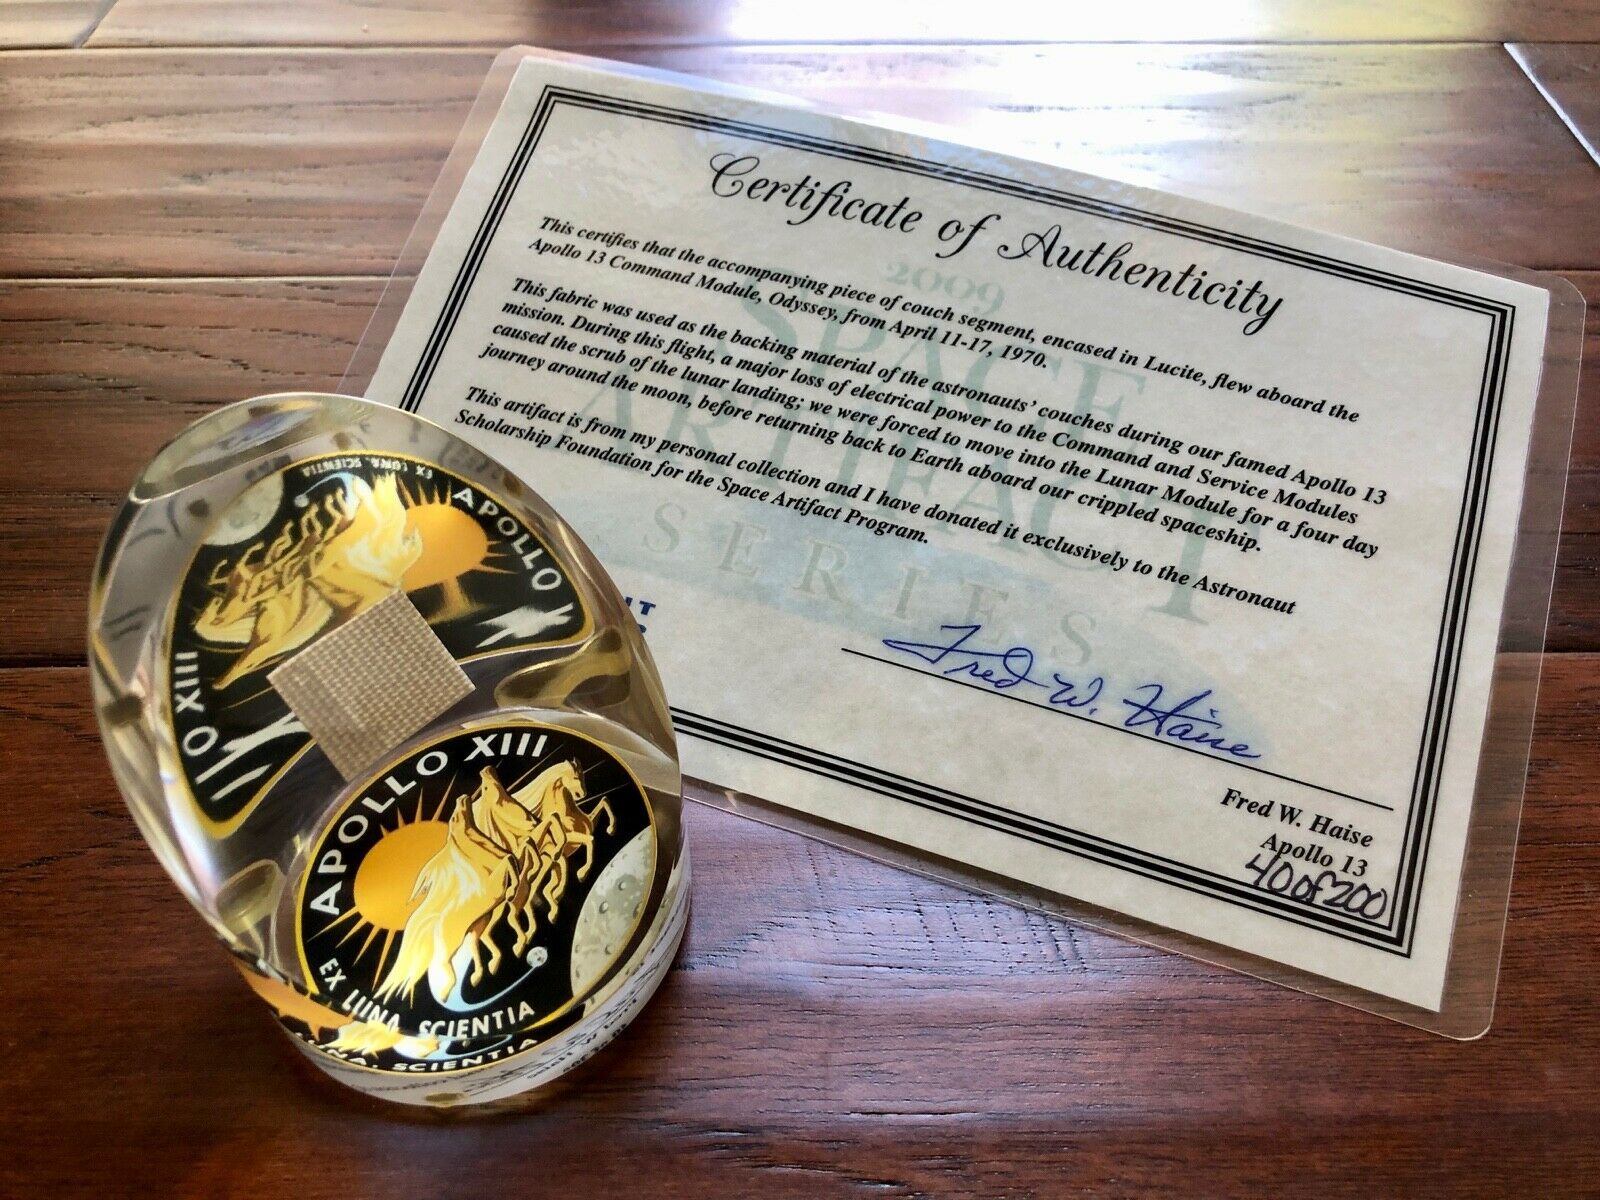 Certificate of Authenticity
This certifies that the accompanying piece of couch segment, encased in Lucite, flew aboard the
Apollo 13 Command Module, Odyssey, from April 11-17, 1970.
This fabric was used as the backing material of the astronauts' couches during our famed Apollo 13
mission. During this flight, a major loss of electrical power to the Command and Service Modules
caused the scrub of the lunar landing; we were forced to move into the Lunar Module for a four day
journey around the moon, before returning back to Earth aboard our crippled spaceship.
This artifact is from my personal collection and I have donated it exclusively to the Astronaut
Scholarship Foundation for the Space Artifact Program.
2009
SPACE
ARTIFACT
SERIES
Fred W. Haise
Fred W. Haise
Apollo 13
40 of 200
APOLLO XIII
EX LUNA, SCIENTIA
APOLLO XIII
EX LUNA, SCIENTIA